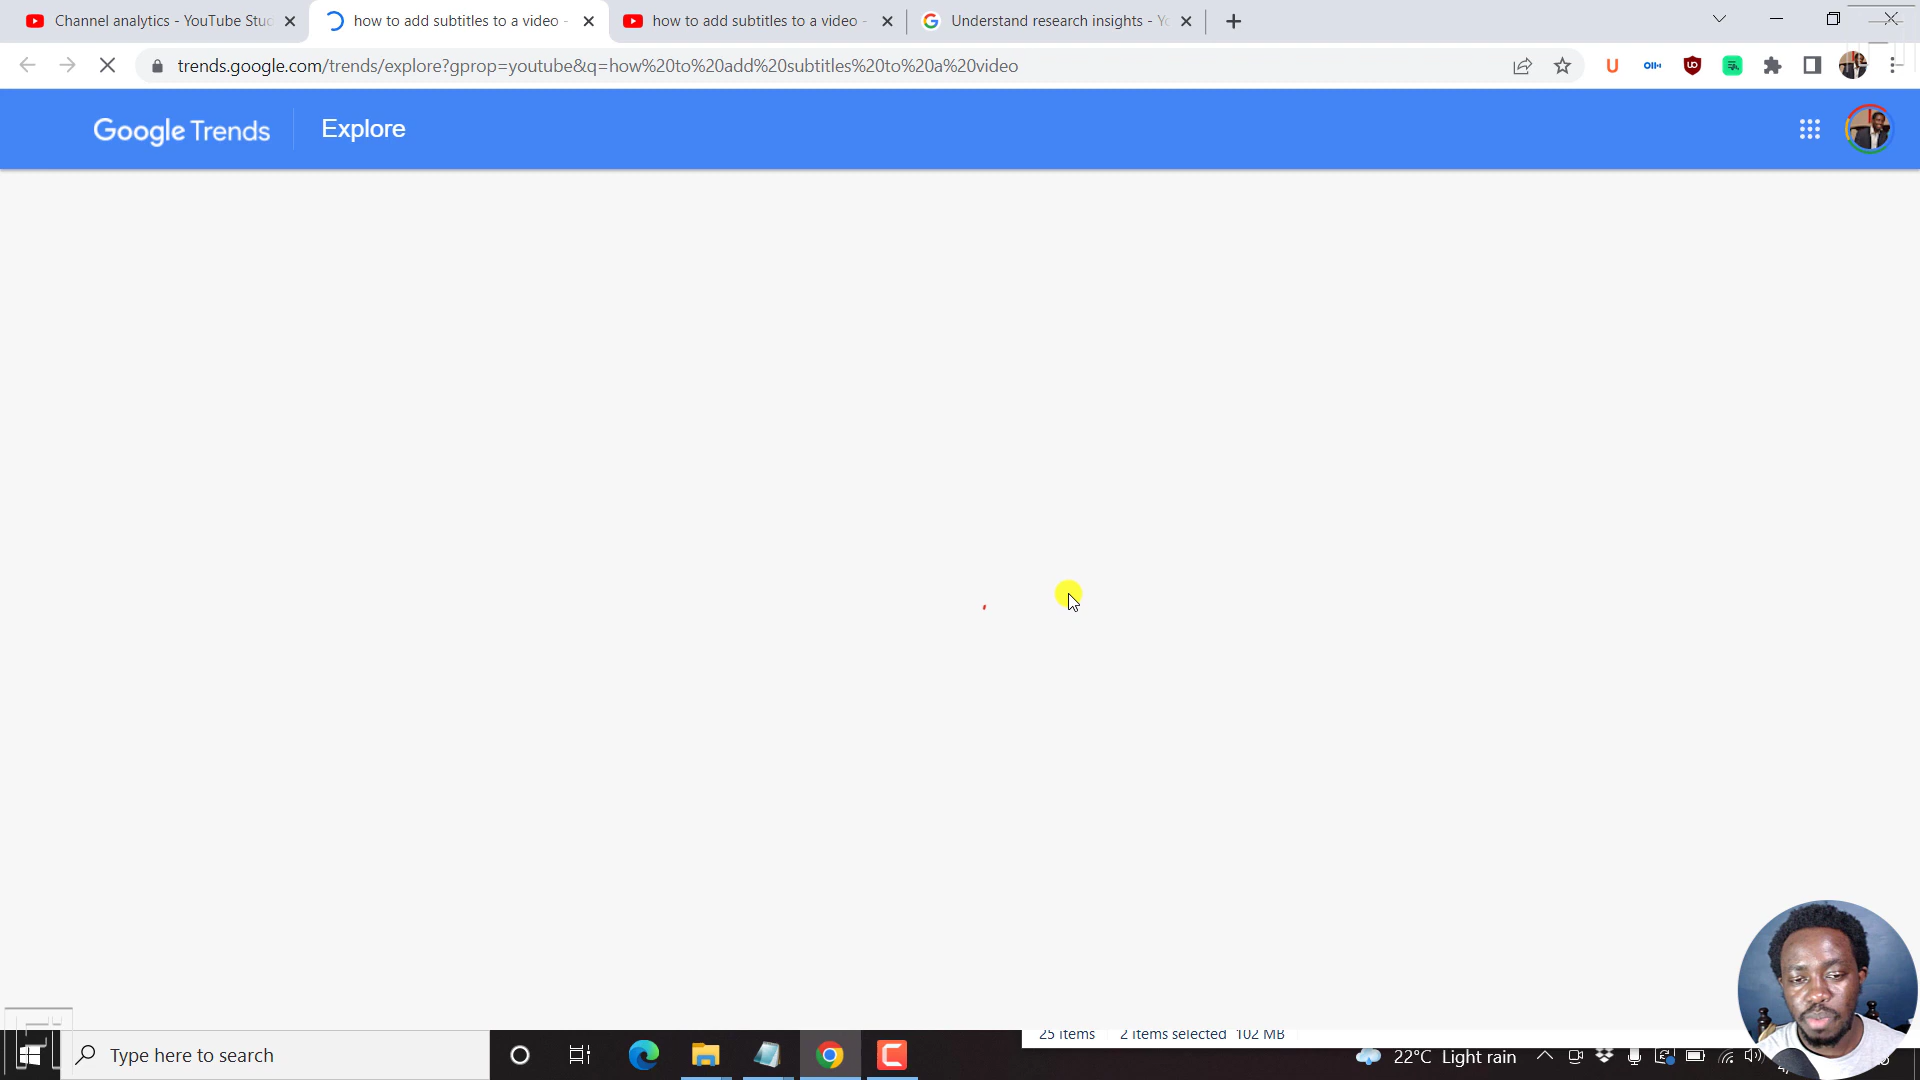 Channel analytics - YouTube Stud
how to add subtitles to a video -
how to add subtitles to a video -
Understand research insights - Yo
trends.google.com/trends/explore?gprop=youtube&q=how%20to%20add%20subtitles%20to%20a%20video
Google Trends
Explore
25 items 2 items selected 102 MB
Type here to search
22°C Light rain